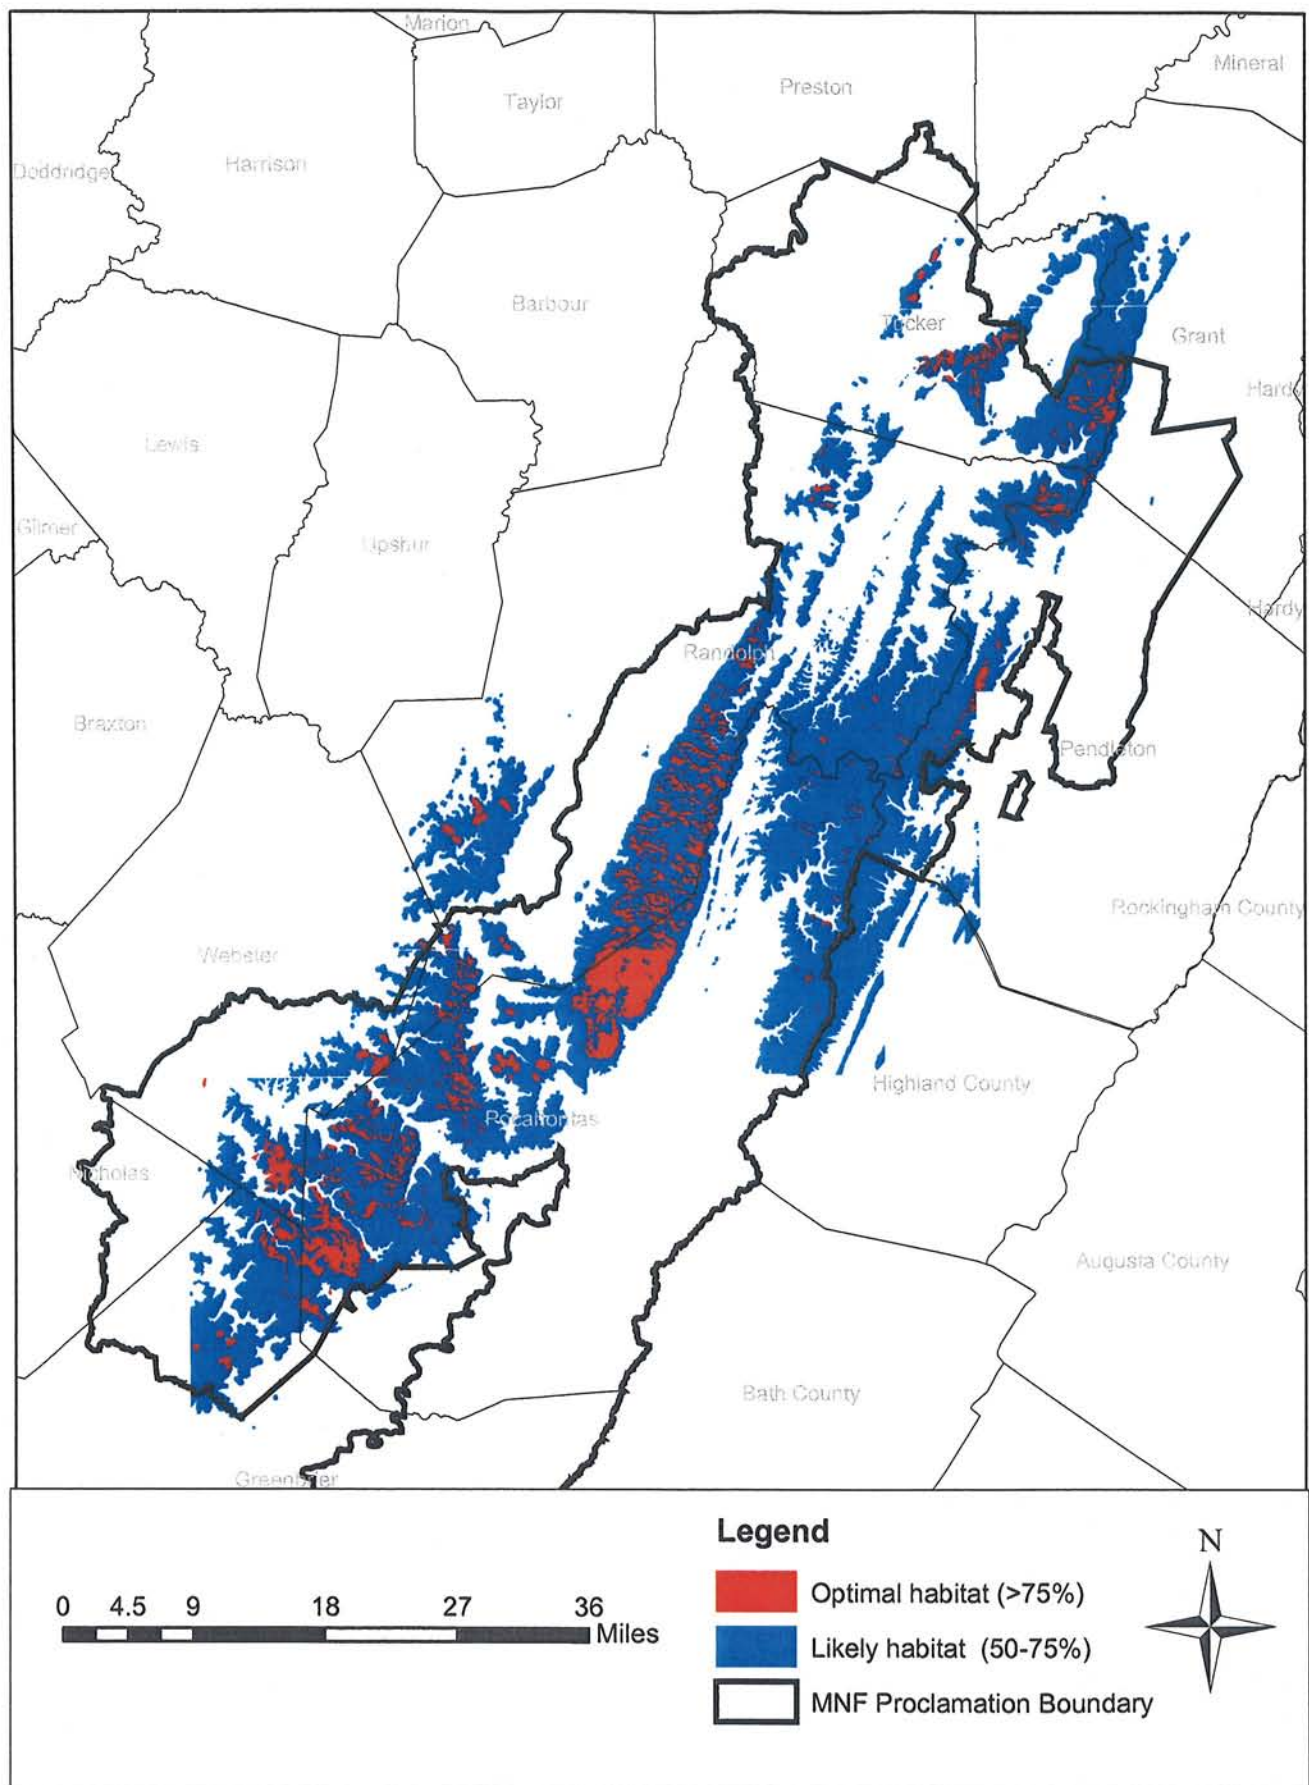 Marion
Mineral
Preston
Taylor
Harrison
Doddridge
Barbour
Tucker
Grant
Hardy
Lewis
Gilmer
Upshur
Hardy
Randolph
Braxton
Pendleton
Rockingham County
Webster
Highland County
Pocahontas
Nicholas
Augusta County
Bath County
Greenbrier
Legend
N
Optimal habitat (>75%)
0 4.5 9 18 27 36
Miles
Likely habitat (50-75%)
MNF Proclamation Boundary